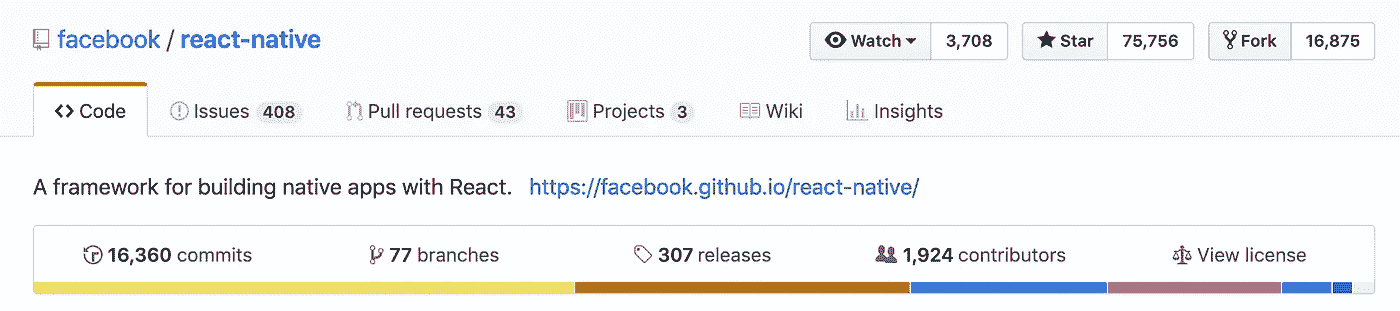 facebook / react-native Watch 3,708 Star 75,756 Fork 16,875
Code Issues 408 Pull requests 43 Projects 3 Wiki Insights
A framework for building native apps with React. https://facebook.github.io/react-native/
16,360 commits 77 branches 307 releases 1,924 contributors View license